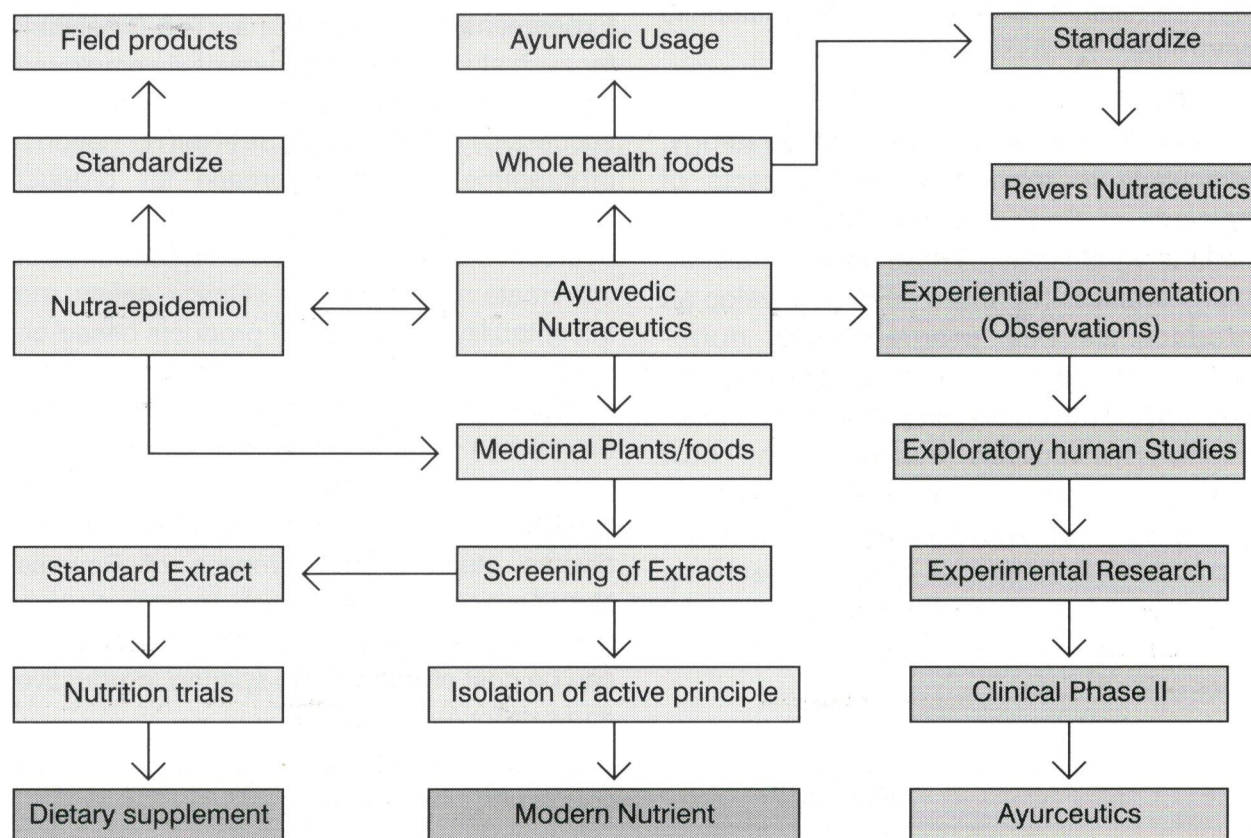 Field products
Ayurvedic Usage
Standardize
Standardize
Whole health foods
Revers Nutraceutics
Nutra-epidemiol
Ayurvedic
Nutraceutics
Experiential Documentation
(Observations)
Medicinal Plants/foods
Exploratory human Studies
Standard Extract
Screening of Extracts
Experimental Research
Nutrition trials
Isolation of active principle
Clinical Phase II
Dietary supplement
Modern Nutrient
Ayurceutics